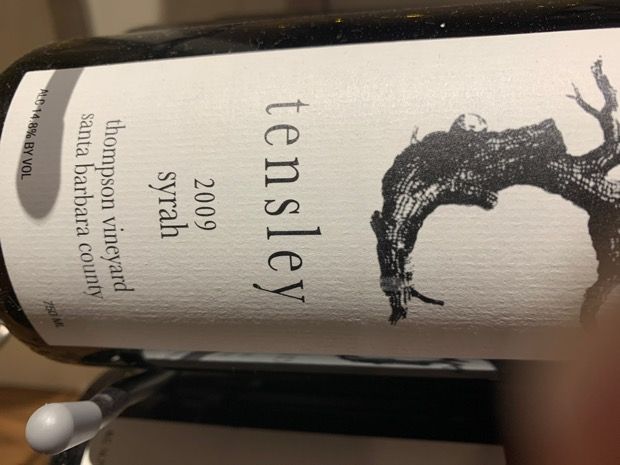 tensley
2009
syrah
thompson vineyard
santa barbara county
ALC 14.8% BY VOL
750 ML